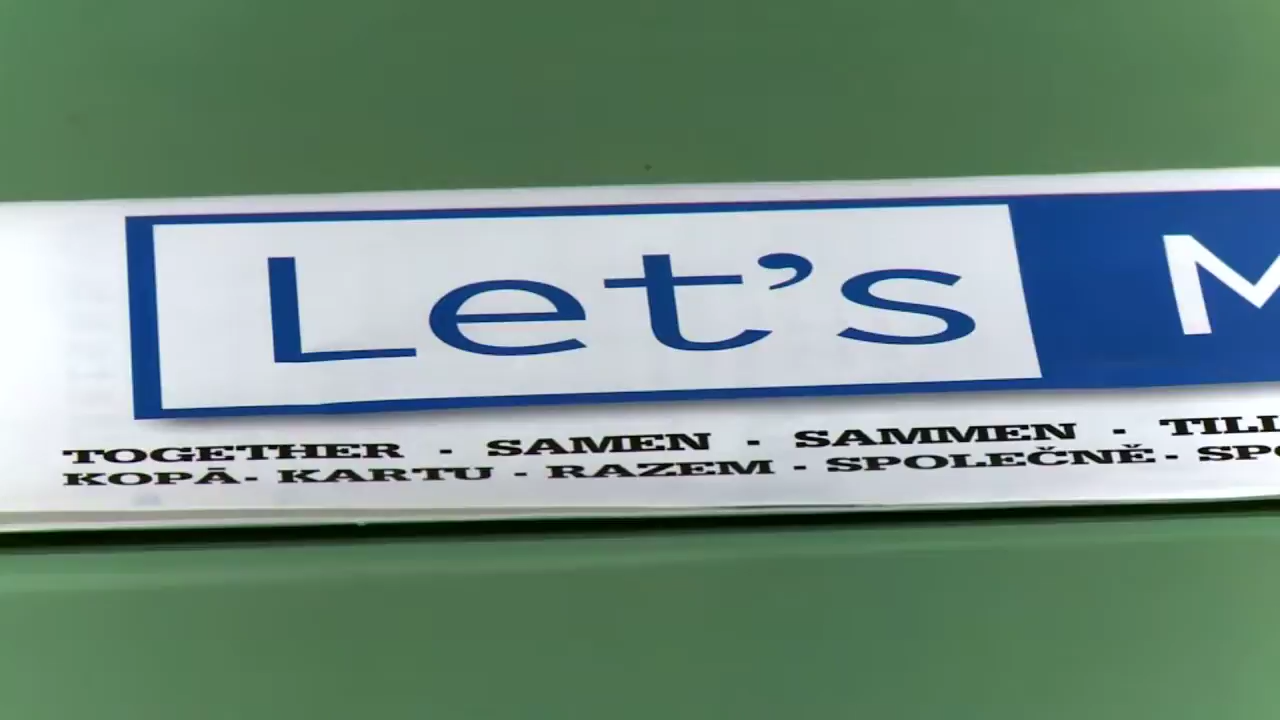 Let's M
TOGETHER · SAMEN · SAMMEN · TILL
KOPĀ · KARTU · RAZEM · SPOLEČNĚ · SPO